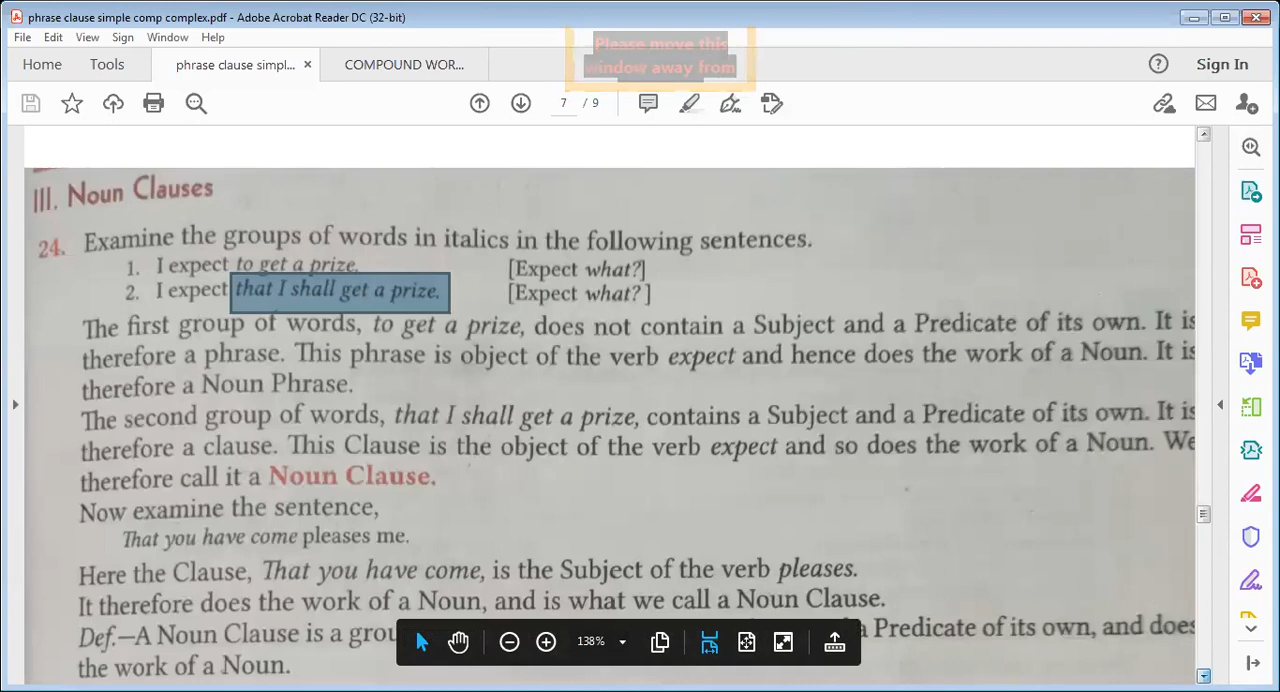 phrase clause simple comp complex.pdf - Adobe Acrobat Reader DC (32-bit)
File Edit View Sign Window Help
Please move this
window away from
Home Tools phrase clause simpl... × COMPOUND WOR... Sign In
7 / 9
III. Noun Clauses
24. Examine the groups of words in italics in the following sentences.
1. I expect to get a prize. [Expect what?]
2. I expect that I shall get a prize. [Expect what? ]
The first group of words, to get a prize, does not contain a Subject and a Predicate of its own. It is
therefore a phrase. This phrase is object of the verb expect and hence does the work of a Noun. It is
therefore a Noun Phrase.
The second group of words, that I shall get a prize, contains a Subject and a Predicate of its own. It is
therefore a clause. This Clause is the object of the verb expect and so does the work of a Noun. We
therefore call it a Noun Clause.
Now examine the sentence,
That you have come pleases me.
Here the Clause, That you have come, is the Subject of the verb pleases.
It therefore does the work of a Noun, and is what we call a Noun Clause.
Def.—A Noun Clause is a a Predicate of its own, and does
the work of a Noun.
138%